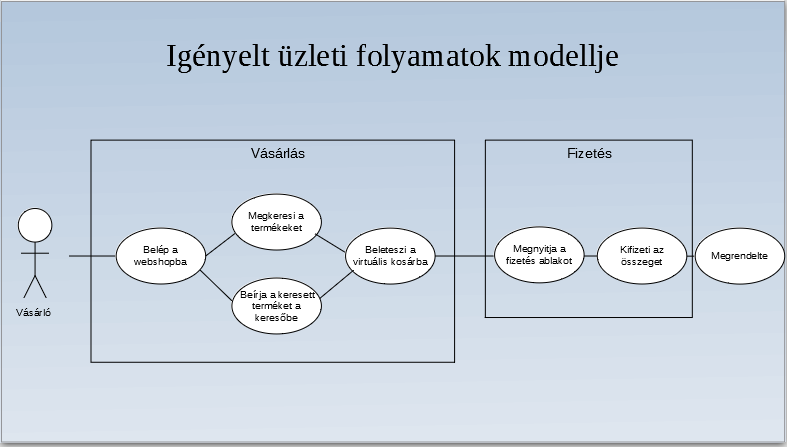 Igényelt üzleti folyamatok modellje
Vásárlás
Fizetés
Megkeresi a
termékeket
Belép a
webshopba
Beleteszi a
virtuális kosárba
Beírja a keresett
terméket a
keresőbe
Megnyitja a
fizetés ablakot
Kifizeti az
összeget
Megrendelte
Vásárló